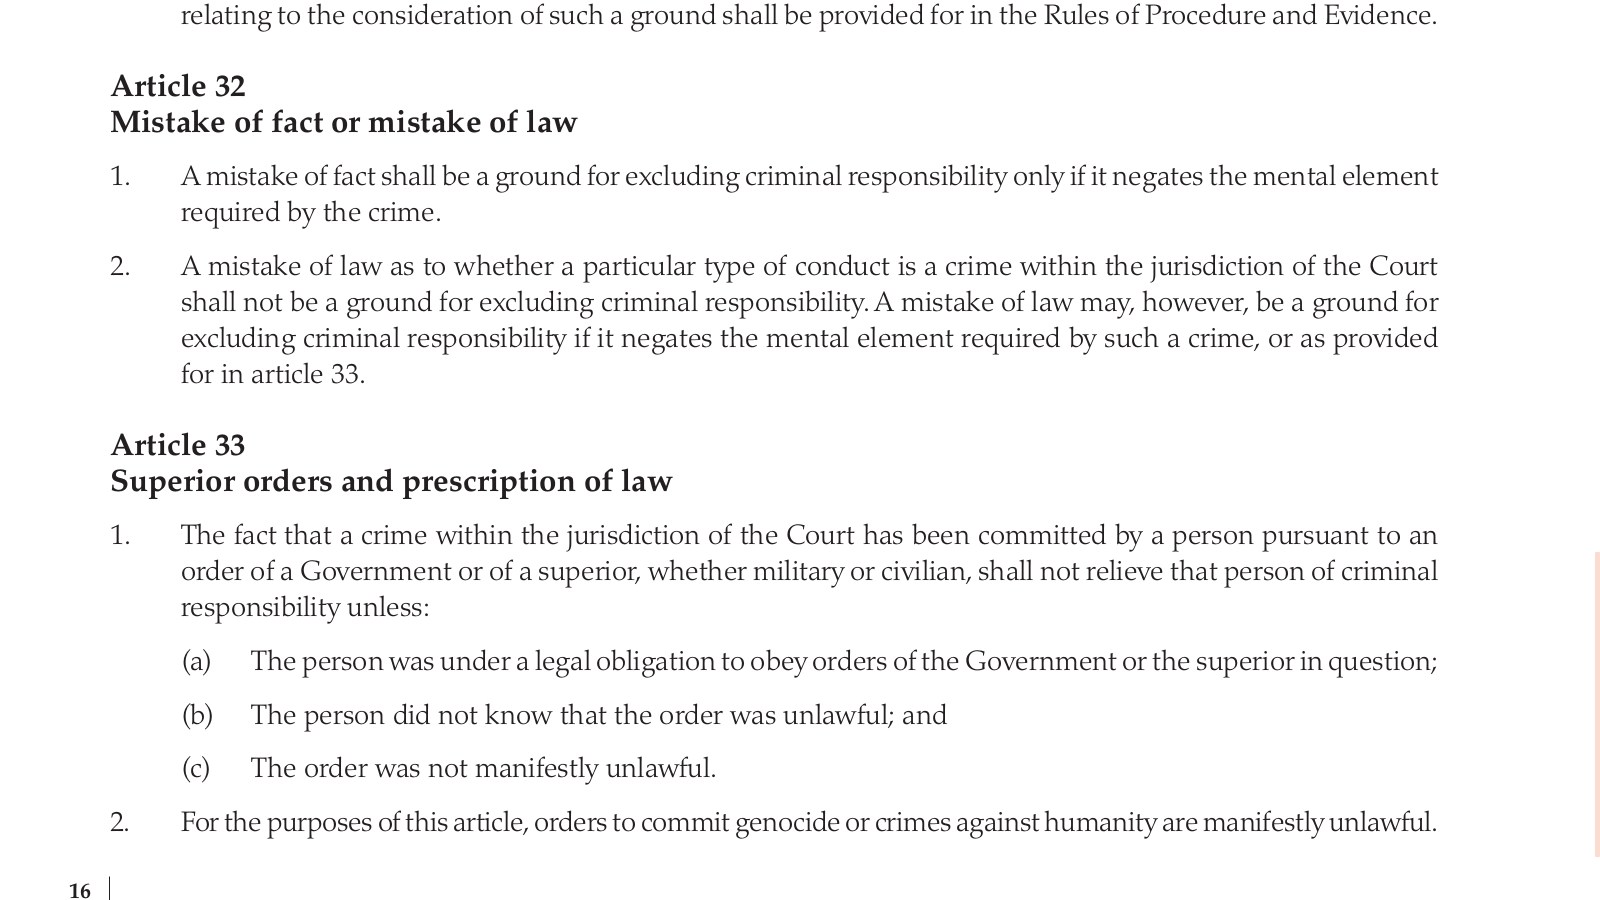 relating to the consideration of such a ground shall be provided for in the Rules of Procedure and Evidence.
Article 32
Mistake of fact or mistake of law
1. A mistake of fact shall be a ground for excluding criminal responsibility only if it negates the mental element
required by the crime.
2. A mistake of law as to whether a particular type of conduct is a crime within the jurisdiction of the Court
shall not be a ground for excluding criminal responsibility. A mistake of law may, however, be a ground for
excluding criminal responsibility if it negates the mental element required by such a crime, or as provided
for in article 33.
Article 33
Superior orders and prescription of law
1. The fact that a crime within the jurisdiction of the Court has been committed by a person pursuant to an
order of a Government or of a superior, whether military or civilian, shall not relieve that person of criminal
responsibility unless:
(a) The person was under a legal obligation to obey orders of the Government or the superior in question;
(b) The person did not know that the order was unlawful; and
(c) The order was not manifestly unlawful.
2. For the purposes of this article, orders to commit genocide or crimes against humanity are manifestly unlawful.
16